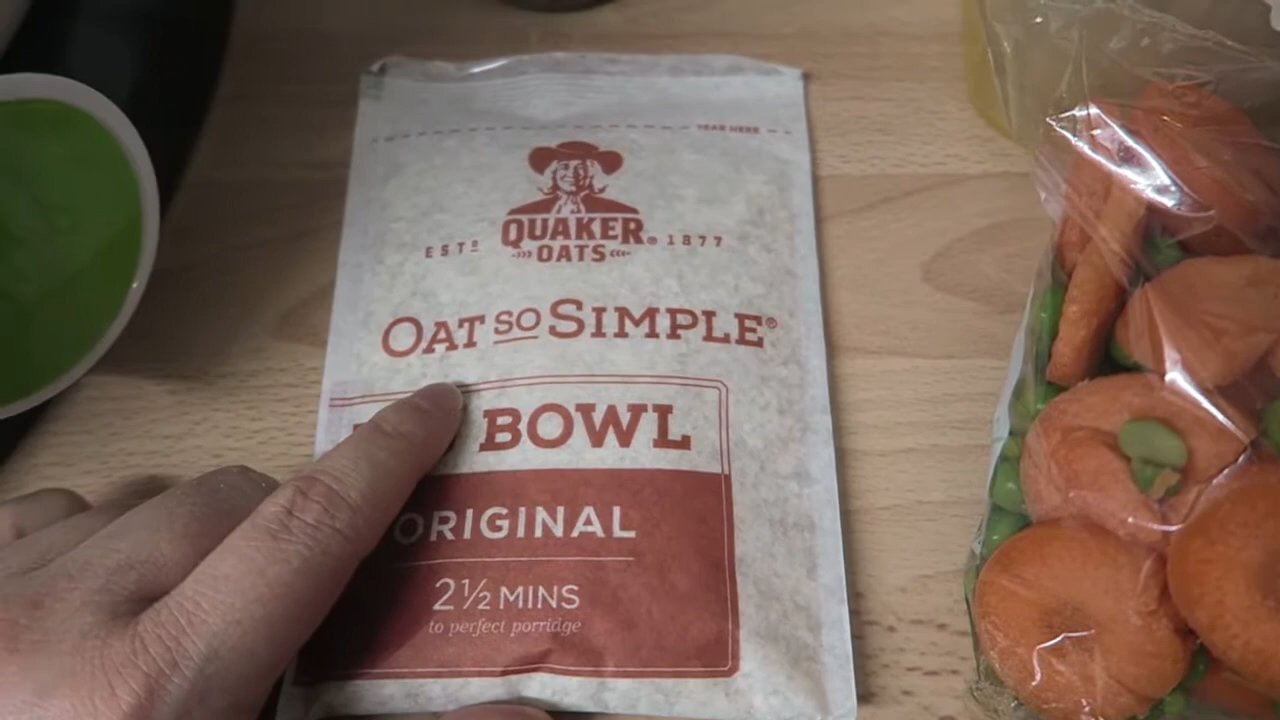 TEAR HERE
ESTD QUAKER® 1877
OATS
OAT SO SIMPLE®
BOWL
ORIGINAL
2½ MINS
to perfect porridge